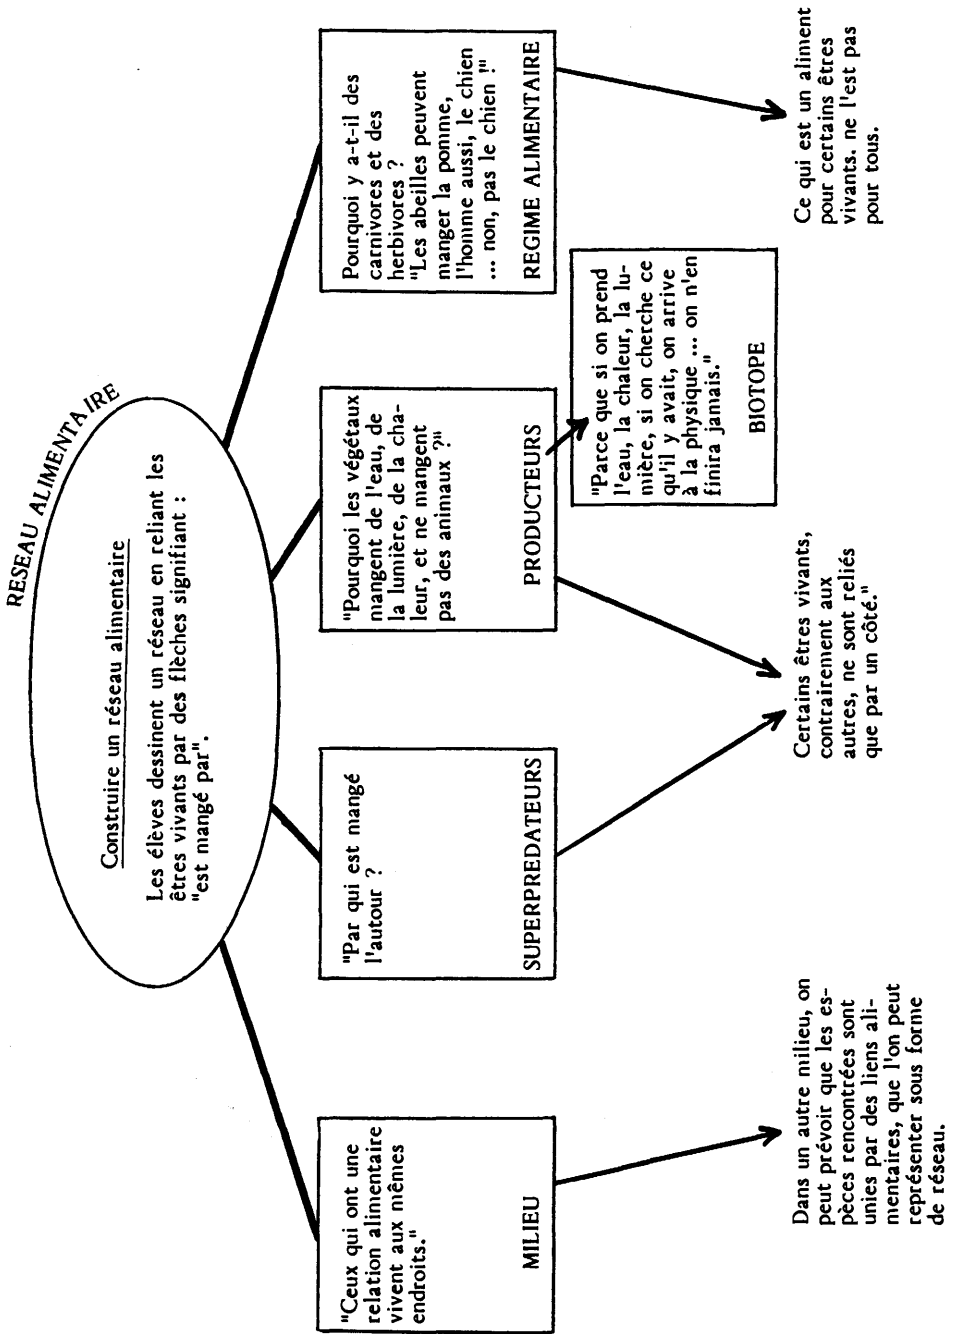 RESEAU ALIMENTAIRE
Construire un réseau alimentaire
Les élèves dessinent un réseau en reliant les
êtres vivants par des flèches signifiant :
"est mangé par".
"Ceux qui ont une
relation alimentaire
vivent aux mêmes
endroits."
MILIEU
"Par qui est mangé
l'autour ?
SUPERPREDATEURS
"Pourquoi les végétaux
mangent de l'eau, de
la lumière, de la cha-
leur, et ne mangent
pas des animaux ?"
PRODUCTEURS
Pourquoi y a-t-il des
carnivores et des
herbivores ?
"Les abeilles peuvent
manger la pomme,
l'homme aussi, le chien
... non, pas le chien !"
REGIME ALIMENTAIRE
"Parce que si on prend
l'eau, la chaleur, la lu-
mière, si on cherche ce
qu'il y avait, on arrive
à la physique ... on n'en
finira jamais."
BIOTOPE
Dans un autre milieu, on
peut prévoir que les es-
pèces rencontrées sont
unies par des liens ali-
mentaires, que l'on peut
représenter sous forme
de réseau.
Certains êtres vivants,
contrairement aux
autres, ne sont reliés
que par un côté."
Ce qui est un aliment
pour certains êtres
vivants. ne l'est pas
pour tous.